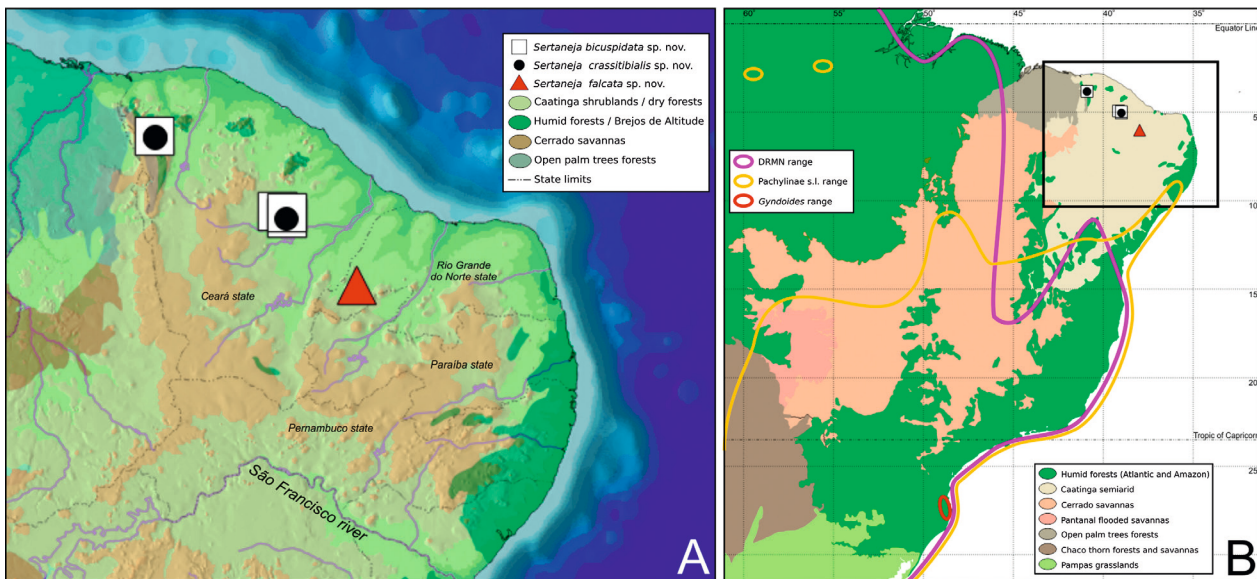 Sertaneja bicuspidata sp. nov.
Sertaneja crassitibialis sp. nov.
Sertaneja falcata sp. nov.
Caatinga shrublands / dry forests
Humid forests / Brejos de Altitude
Cerrado savannas
Open palm trees forests
State limits
Rio Grande
do Norte state
Ceará state
Paraíba state
Pernambuco state
São Francisco river
A
60° 55° 50° 45° 40° 35°
Equator Line
5
DRMN range
Pachylinae s.l. range
Gyndoides range
10
15
20
Tropic of Capricorn
25
Humid forests (Atlantic and Amazon)
Caatinga semiarid
Cerrado savannas
Pantanal flooded savannas
Open palm trees forests
Chaco thorn forests and savannas
Pampas grasslands
B